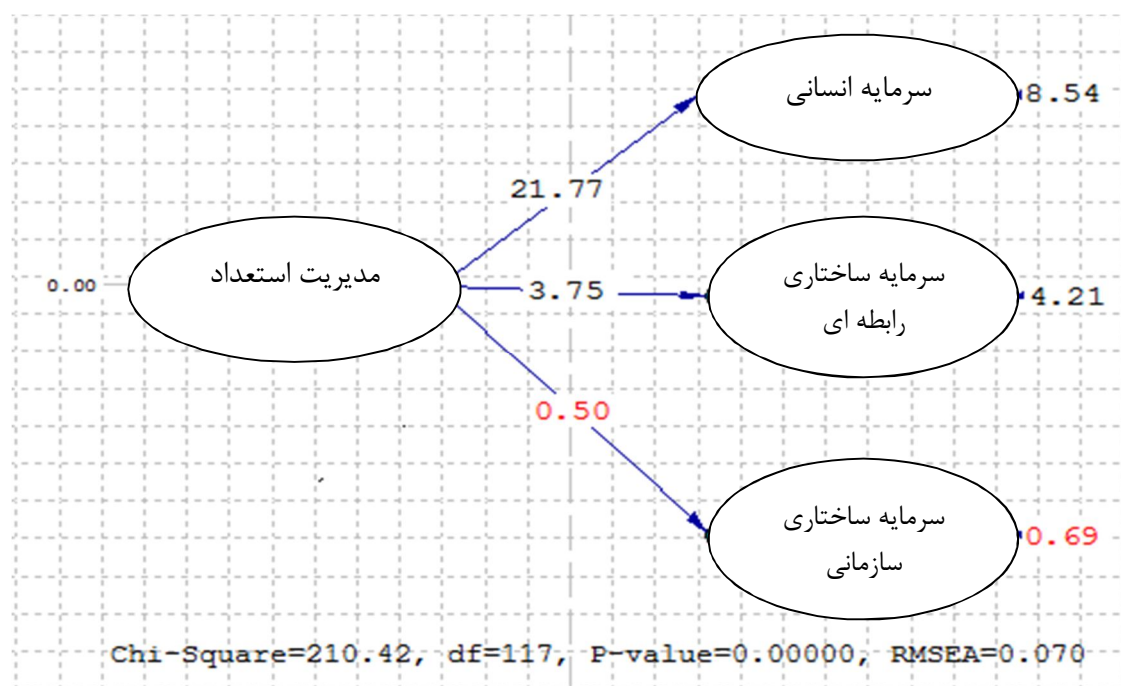 سرمایه انسانی
8.54
21.77
مدیریت استعداد
0.00
3.75
سرمایه ساختاری
رابطه ای
4.21
0.50
سرمایه ساختاری
سازمانی
0.69
Chi-Square=210.42, df=117, P-value=0.00000, RMSEA=0.070